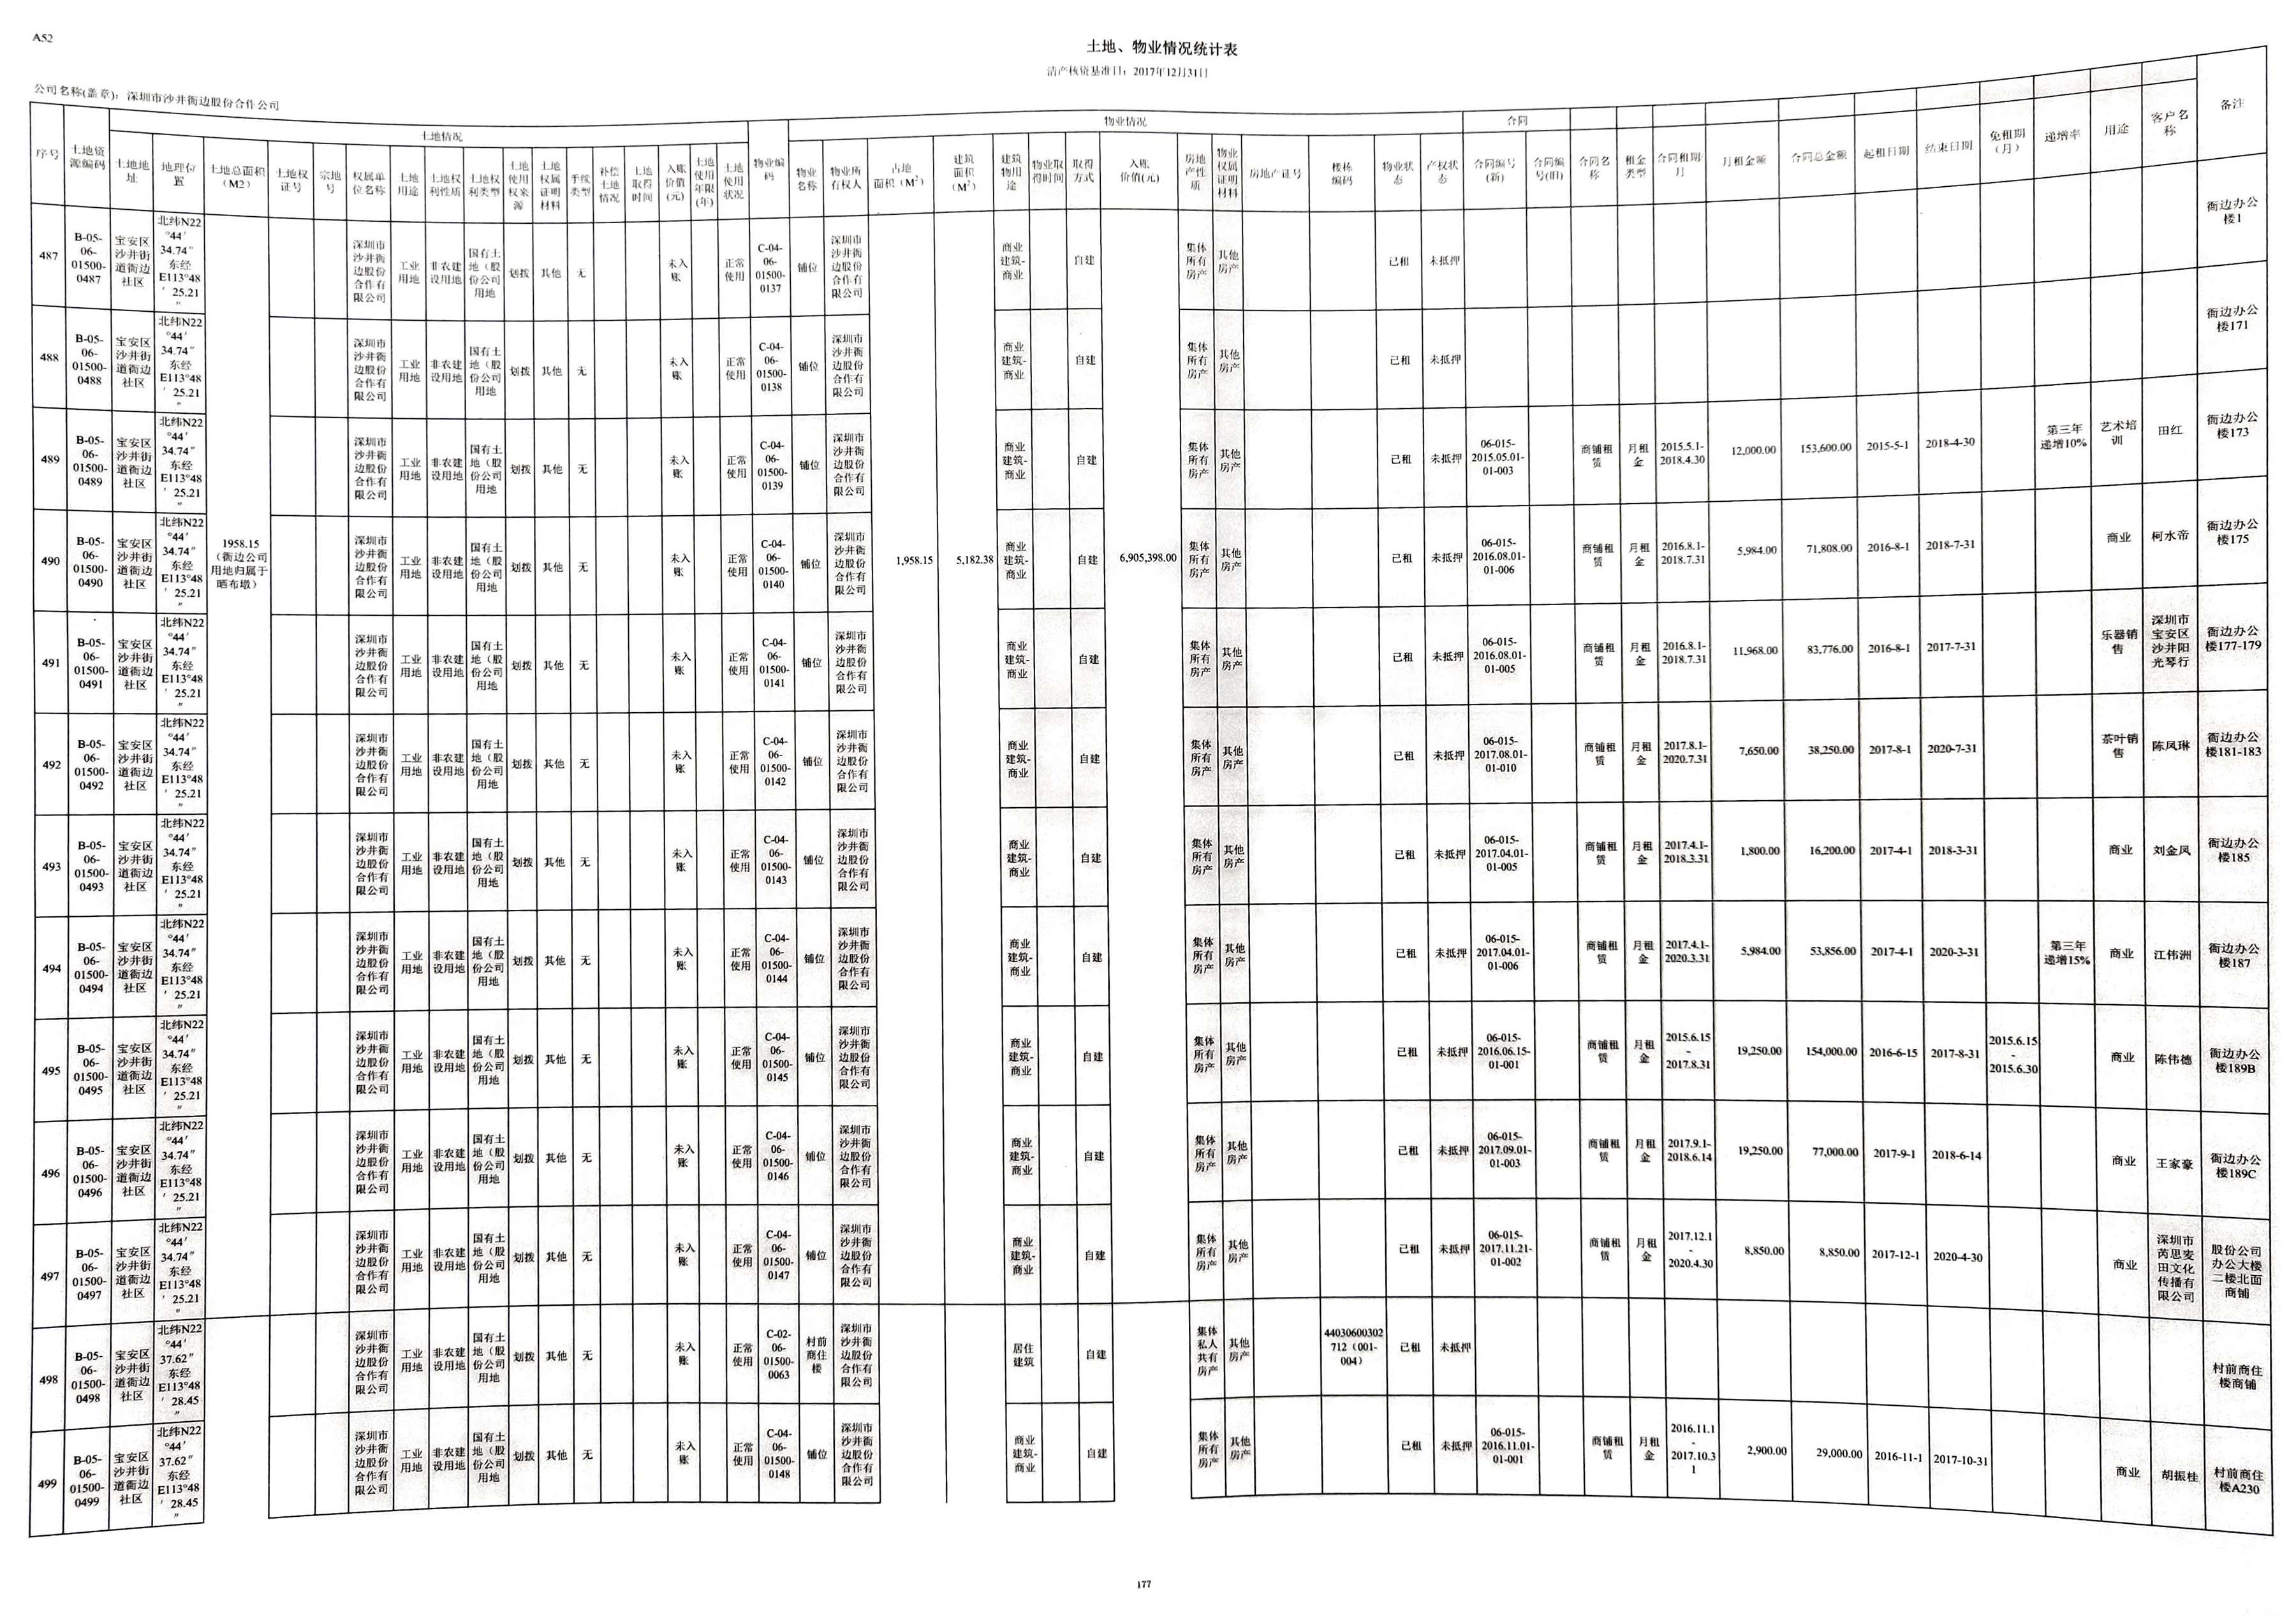 A52
土地、物业情况统计表
清产核资基准日：2017年12月31日
公司名称(盖章)：深圳市沙井衙边股份合作公司
土地情况 物业情况 合同
序号 土地资源编码 土地地址 地理位置 土地总面积（M2） 土地权证号 宗地号 权属单位名称 土地用途 土地权利性质 土地权利类型 土地使用权来源 土地权属证明材料 手续类型 补偿土地情况 土地取得时间 入账价值(元) 土地使用年限(年) 土地使用状况 物业编码 物业名称 物业所有权人 占地面积（M²） 建筑面积（M²） 建筑物用途 物业取得时间 取得方式 入账价值(元) 房地产性质 物业权属证明材料 房地产证号 楼栋编码 物业状态 产权状态 合同编号(新) 合同编号(旧) 合同名称 租金类型 合同租期/月 月租金额 合同总金额 起租日期 结束日期 免租期（月） 递增率 用途 客户名称 备注
487 B-05-06-01500-0487 宝安区沙井街道衙边社区 北纬N22°44′34.74″东经E113°48′25.21″ 深圳市沙井衙边股份合作有限公司 工业用地 非农建设用地 国有土地（股份公司用地 划拨 其他 无 未入账 正常使用 C-04-06-01500-0137 铺位 深圳市沙井衙边股份合作有限公司 商业建筑-商业 自建 集体所有房产 其他房产 已租 未抵押 衙边办公楼1
488 B-05-06-01500-0488 宝安区沙井街道衙边社区 北纬N22°44′34.74″东经E113°48′25.21″ 深圳市沙井衙边股份合作有限公司 工业用地 非农建设用地 国有土地（股份公司用地 划拨 其他 无 未入账 正常使用 C-04-06-01500-0138 铺位 深圳市沙井衙边股份合作有限公司 商业建筑-商业 自建 集体所有房产 其他房产 已租 未抵押 衙边办公楼171
489 B-05-06-01500-0489 宝安区沙井街道衙边社区 北纬N22°44′34.74″东经E113°48′25.21″ 深圳市沙井衙边股份合作有限公司 工业用地 非农建设用地 国有土地（股份公司用地 划拨 其他 无 未入账 正常使用 C-04-06-01500-0139 铺位 深圳市沙井衙边股份合作有限公司 商业建筑-商业 自建 集体所有房产 其他房产 已租 未抵押 06-015-2015.05.01-01-003 商铺租赁 月租金 2015.5.1-2018.4.30 12,000.00 153,600.00 2015-5-1 2018-4-30 第三年递增10% 艺术培训 田红 衙边办公楼173
490 B-05-06-01500-0490 宝安区沙井街道衙边社区 北纬N22°44′34.74″东经E113°48′25.21″ 1958.15（衙边公司用地归属于晒布墩） 深圳市沙井衙边股份合作有限公司 工业用地 非农建设用地 国有土地（股份公司用地 划拨 其他 无 未入账 正常使用 C-04-06-01500-0140 铺位 深圳市沙井衙边股份合作有限公司 1,958.15 5,182.38 商业建筑-商业 自建 6,905,398.00 集体所有房产 其他房产 已租 未抵押 06-015-2016.08.01-01-006 商铺租赁 月租金 2016.8.1-2018.7.31 5,984.00 71,808.00 2016-8-1 2018-7-31 商业 柯水帝 衙边办公楼175
491 B-05-06-01500-0491 宝安区沙井街道衙边社区 北纬N22°44′34.74″东经E113°48′25.21″ 深圳市沙井衙边股份合作有限公司 工业用地 非农建设用地 国有土地（股份公司用地 划拨 其他 无 未入账 正常使用 C-04-06-01500-0141 铺位 深圳市沙井衙边股份合作有限公司 商业建筑-商业 自建 集体所有房产 其他房产 已租 未抵押 06-015-2016.08.01-01-005 商铺租赁 月租金 2016.8.1-2018.7.31 11,968.00 83,776.00 2016-8-1 2017-7-31 乐器销售 深圳市宝安区沙井阳光琴行 衙边办公楼177-179
492 B-05-06-01500-0492 宝安区沙井街道衙边社区 北纬N22°44′34.74″东经E113°48′25.21″ 深圳市沙井衙边股份合作有限公司 工业用地 非农建设用地 国有土地（股份公司用地 划拨 其他 无 未入账 正常使用 C-04-06-01500-0142 铺位 深圳市沙井衙边股份合作有限公司 商业建筑-商业 自建 集体所有房产 其他房产 已租 未抵押 06-015-2017.08.01-01-010 商铺租赁 月租金 2017.8.1-2020.7.31 7,650.00 38,250.00 2017-8-1 2020-7-31 茶叶销售 陈凤琳 衙边办公楼181-183
493 B-05-06-01500-0493 宝安区沙井街道衙边社区 北纬N22°44′34.74″东经E113°48′25.21″ 深圳市沙井衙边股份合作有限公司 工业用地 非农建设用地 国有土地（股份公司用地 划拨 其他 无 未入账 正常使用 C-04-06-01500-0143 铺位 深圳市沙井衙边股份合作有限公司 商业建筑-商业 自建 集体所有房产 其他房产 已租 未抵押 06-015-2017.04.01-01-005 商铺租赁 月租金 2017.4.1-2018.3.31 1,800.00 16,200.00 2017-4-1 2018-3-31 商业 刘金凤 衙边办公楼185
494 B-05-06-01500-0494 宝安区沙井街道衙边社区 北纬N22°44′34.74″东经E113°48′25.21″ 深圳市沙井衙边股份合作有限公司 工业用地 非农建设用地 国有土地（股份公司用地 划拨 其他 无 未入账 正常使用 C-04-06-01500-0144 铺位 深圳市沙井衙边股份合作有限公司 商业建筑-商业 自建 集体所有房产 其他房产 已租 未抵押 06-015-2017.04.01-01-006 商铺租赁 月租金 2017.4.1-2020.3.31 5,984.00 53,856.00 2017-4-1 2020-3-31 第三年递增15% 商业 江伟洲 衙边办公楼187
495 B-05-06-01500-0495 宝安区沙井街道衙边社区 北纬N22°44′34.74″东经E113°48′25.21″ 深圳市沙井衙边股份合作有限公司 工业用地 非农建设用地 国有土地（股份公司用地 划拨 其他 无 未入账 正常使用 C-04-06-01500-0145 铺位 深圳市沙井衙边股份合作有限公司 商业建筑-商业 自建 集体所有房产 其他房产 已租 未抵押 06-015-2016.06.15-01-001 商铺租赁 月租金 2015.6.15-2017.8.31 19,250.00 154,000.00 2016-6-15 2017-8-31 2015.6.15-2015.6.30 商业 陈伟德 衙边办公楼189B
496 B-05-06-01500-0496 宝安区沙井街道衙边社区 北纬N22°44′34.74″东经E113°48′25.21″ 深圳市沙井衙边股份合作有限公司 工业用地 非农建设用地 国有土地（股份公司用地 划拨 其他 无 未入账 正常使用 C-04-06-01500-0146 铺位 深圳市沙井衙边股份合作有限公司 商业建筑-商业 自建 集体所有房产 其他房产 已租 未抵押 06-015-2017.09.01-01-003 商铺租赁 月租金 2017.9.1-2018.6.14 19,250.00 77,000.00 2017-9-1 2018-6-14 商业 王家豪 衙边办公楼189C
497 B-05-06-01500-0497 宝安区沙井街道衙边社区 北纬N22°44′34.74″东经E113°48′25.21″ 深圳市沙井衙边股份合作有限公司 工业用地 非农建设用地 国有土地（股份公司用地 划拨 其他 无 未入账 正常使用 C-04-06-01500-0147 铺位 深圳市沙井衙边股份合作有限公司 商业建筑-商业 自建 集体所有房产 其他房产 已租 未抵押 06-015-2017.11.21-01-002 商铺租赁 月租金 2017.12.1-2020.4.30 8,850.00 8,850.00 2017-12-1 2020-4-30 商业 深圳市芮思安田文化传播有限公司 股份公司办公大楼二楼北面商铺
498 B-05-06-01500-0498 宝安区沙井街道衙边社区 北纬N22°44′37.62″东经E113°48′28.45″ 深圳市沙井衙边股份合作有限公司 工业用地 非农建设用地 国有土地（股份公司用地 划拨 其他 无 未入账 正常使用 C-02-06-01500-0063 村前商住楼 深圳市沙井衙边股份合作有限公司 居住建筑 自建 集体私人共有房产 其他房产 44030600302712（001-004） 已租 未抵押 村前商住楼商铺
499 B-05-06-01500-0499 宝安区沙井街道衙边社区 北纬N22°44′37.62″东经E113°48′28.45″ 深圳市沙井衙边股份合作有限公司 工业用地 非农建设用地 国有土地（股份公司用地 划拨 其他 无 未入账 正常使用 C-04-06-01500-0148 铺位 深圳市沙井衙边股份合作有限公司 商业建筑-商业 自建 集体所有房产 其他房产 已租 未抵押 06-015-2016.11.01-01-001 商铺租赁 月租金 2016.11.1-2017.10.31 2,900.00 29,000.00 2016-11-1 2017-10-31 商业 胡振桂 村前商住楼A230
177